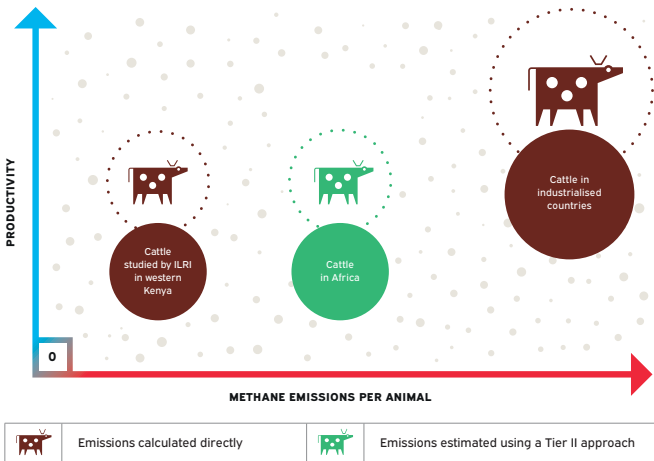 PRODUCTIVITY
Cattle in
industrialised
countries
Cattle
studied by ILRI
in western
Kenya
Cattle
in Africa
0
METHANE EMISSIONS PER ANIMAL
Emissions calculated directly
Emissions estimated using a Tier II approach